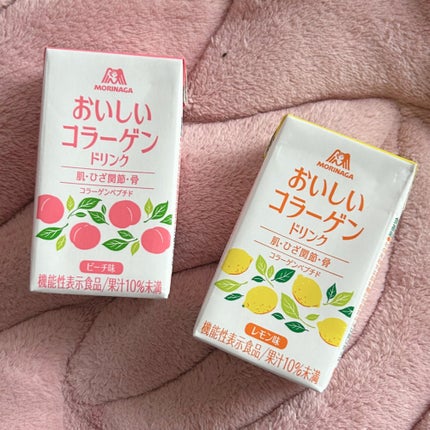 MORINAGA
おいしい
コラーゲン
ドリンク
肌・ひざ関節・骨
コラーゲンペプチド
ピーチ味
機能性表示食品/果汁10%未満
MORINAGA
おいしい
コラーゲン
ドリンク
肌・ひざ関節・骨
コラーゲンペプチド
レモン味
機能性表示食品/果汁10%未満